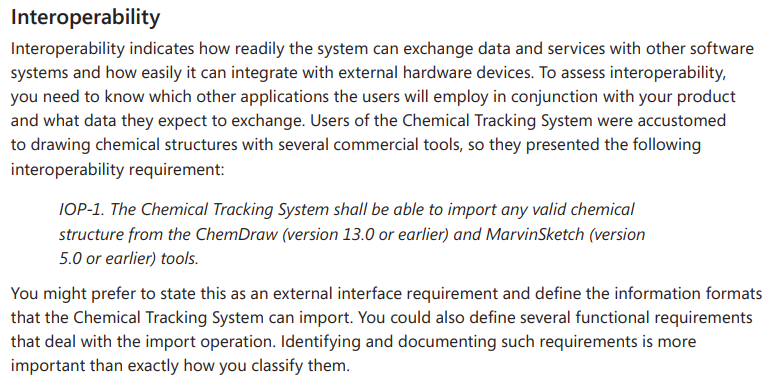 Interoperability
Interoperability indicates how readily the system can exchange data and services with other software
systems and how easily it can integrate with external hardware devices. To assess interoperability,
you need to know which other applications the users will employ in conjunction with your product
and what data they expect to exchange. Users of the Chemical Tracking System were accustomed
to drawing chemical structures with several commercial tools, so they presented the following
interoperability requirement:
IOP-1. The Chemical Tracking System shall be able to import any valid chemical
structure from the ChemDraw (version 13.0 or earlier) and MarvinSketch (version
5.0 or earlier) tools.
You might prefer to state this as an external interface requirement and define the information formats
that the Chemical Tracking System can import. You could also define several functional requirements
that deal with the import operation. Identifying and documenting such requirements is more
important than exactly how you classify them.